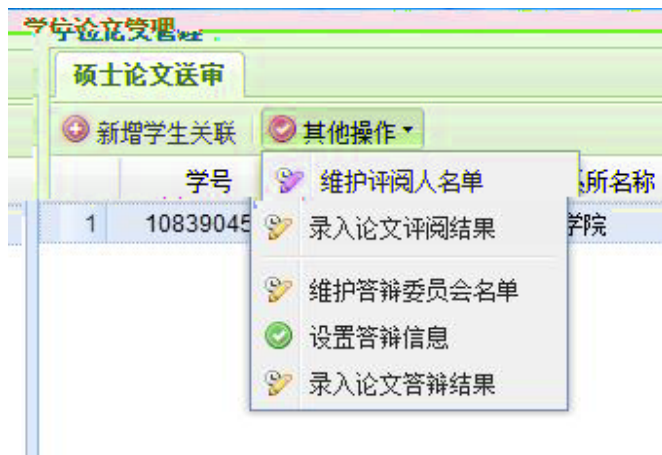 学位论文管理
硕士论文送审
新增学生关联 其他操作
学号 系所名称
1 10839045 学院
维护评阅人名单
录入论文评阅结果
维护答辩委员会名单
设置答辩信息
录入论文答辩结果